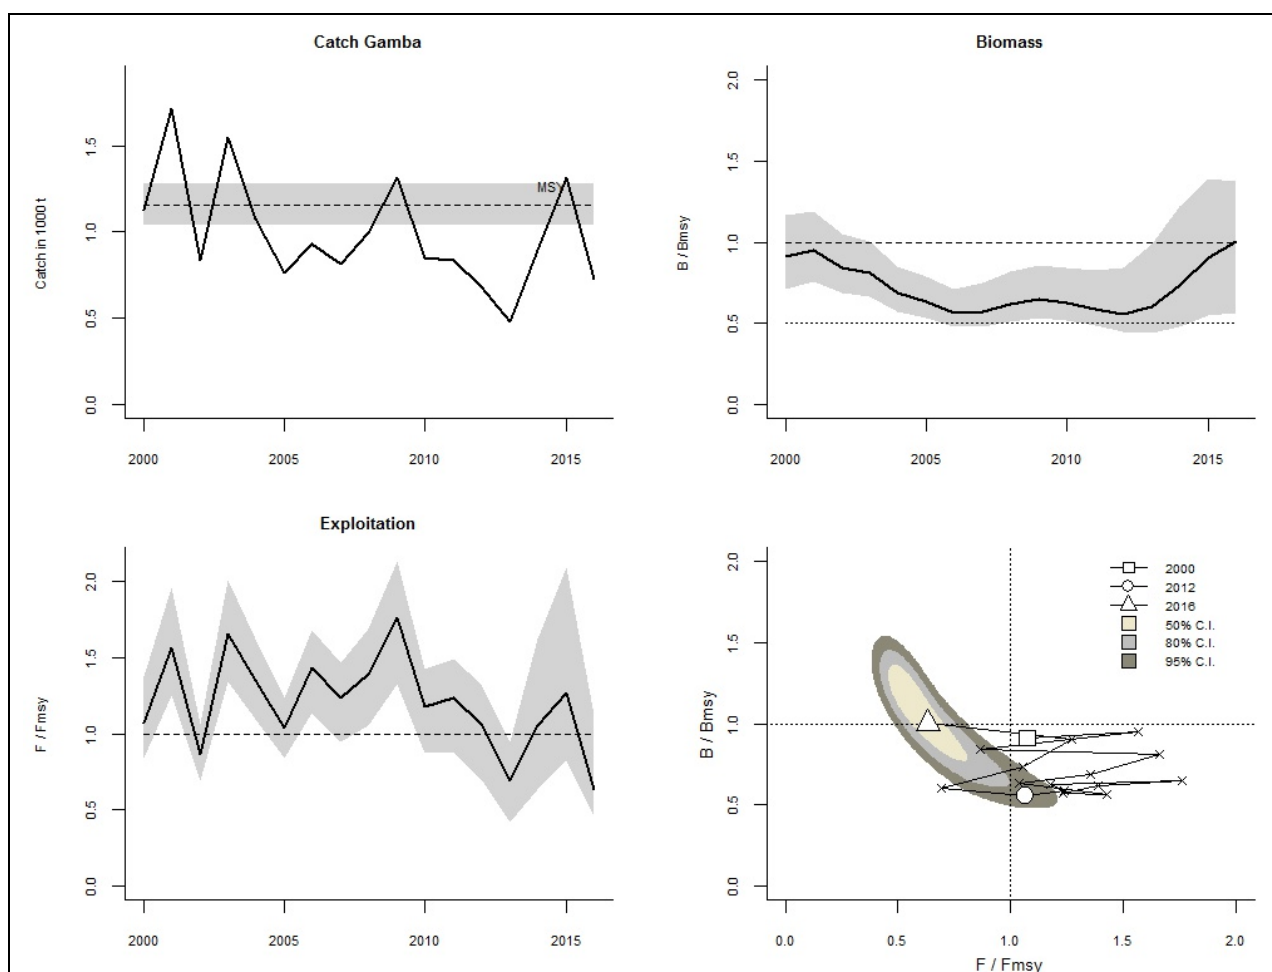 Catch Gamba
Catch in 1000 t
0.0 0.5 1.0 1.5
MSY
2000 2005 2010 2015
Biomass
B / Bmsy
0.0 0.5 1.0 1.5 2.0
2000 2005 2010 2015
Exploitation
F / Fmsy
0.0 0.5 1.0 1.5 2.0
2000 2005 2010 2015
B / Bmsy
0.0 0.5 1.0 1.5 2.0
2000
2012
2016
50% C.I.
80% C.I.
95% C.I.
0.0 0.5 1.0 1.5 2.0
F / Fmsy